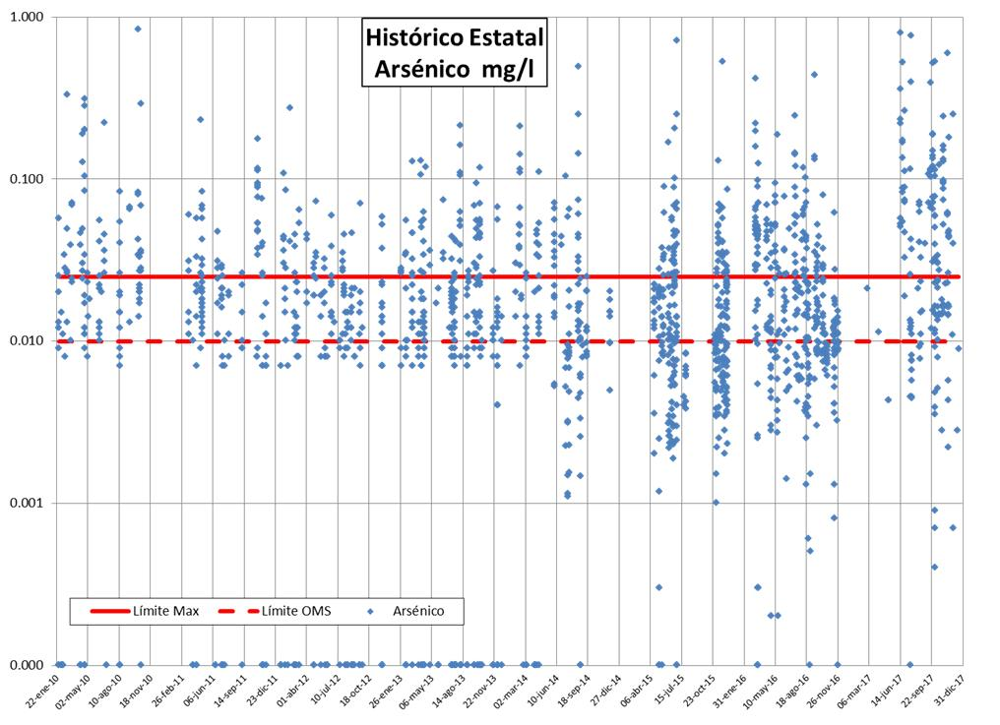 Histórico Estatal
Arsénico mg/l
1.000
0.100
0.010
0.001
0.000
Límite Max
Límite OMS
Arsénico
22-ene-10
02-may-10
10-ago-10
18-nov-10
26-feb-11
06-jun-11
14-sep-11
23-dic-11
01-abr-12
10-jul-12
18-oct-12
26-ene-13
06-may-13
14-ago-13
22-nov-13
02-mar-14
10-jun-14
18-sep-14
27-dic-14
06-abr-15
15-jul-15
23-oct-15
31-ene-16
10-may-16
18-ago-16
26-nov-16
06-mar-17
14-jun-17
22-sep-17
31-dic-17